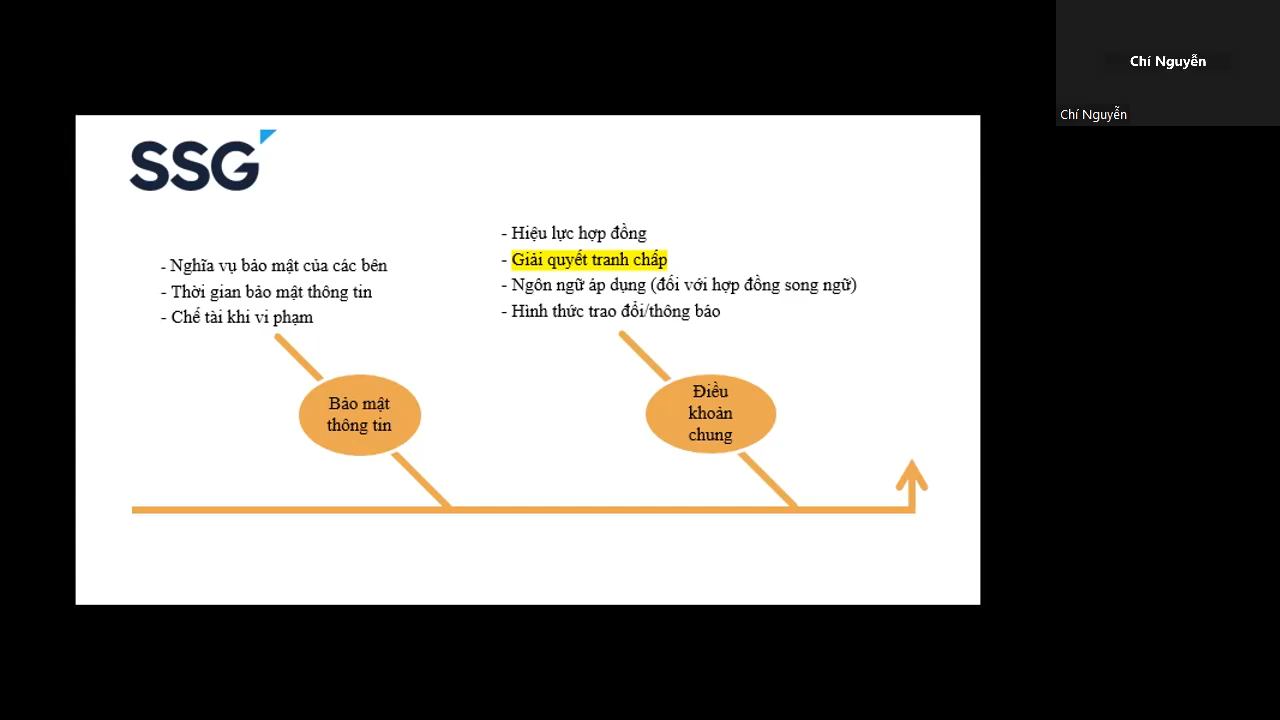 Chí Nguyễn
Chí Nguyễn
SSG
- Nghĩa vụ bảo mật của các bên
- Thời gian bảo mật thông tin
- Chế tài khi vi phạm
- Hiệu lực hợp đồng
- Giải quyết tranh chấp
- Ngôn ngữ áp dụng (đối với hợp đồng song ngữ)
- Hình thức trao đổi/thông báo
Bảo mật
thông tin
Điều
khoản
chung